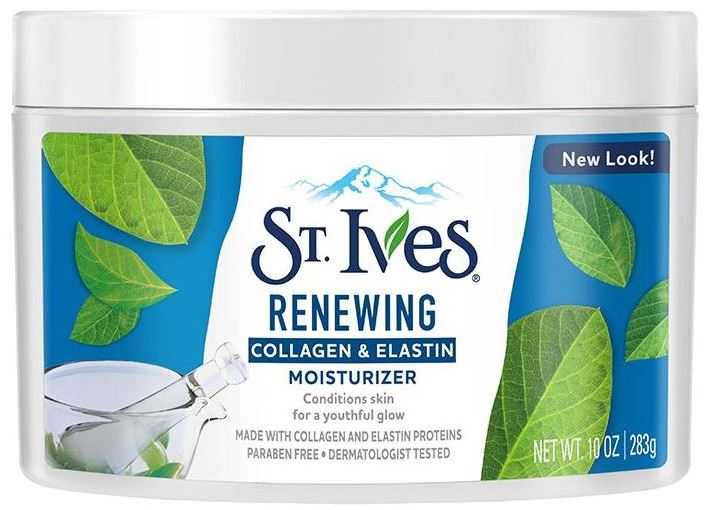 New Look!
ST. Ives®
RENEWING
COLLAGEN & ELASTIN
MOISTURIZER
Conditions skin
for a youthful glow
MADE WITH COLLAGEN AND ELASTIN PROTEINS
PARABEN FREE • DERMATOLOGIST TESTED
NET WT. 10 OZ | 283g